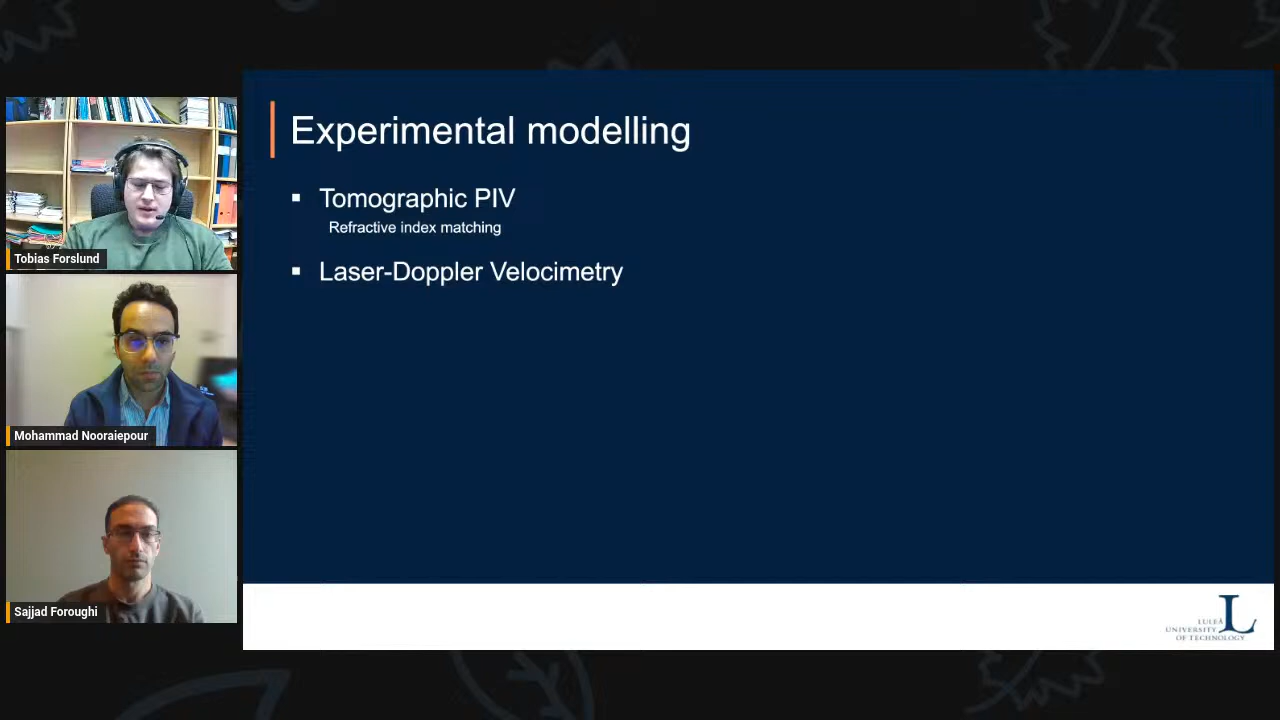 Experimental modelling
▪ Tomographic PIV
Refractive index matching
▪ Laser-Doppler Velocimetry
Tobias Forslund
Mohammad Nooraiepour
Sajjad Foroughi
LULEÅ
UNIVERSITY
OF TECHNOLOGY
L